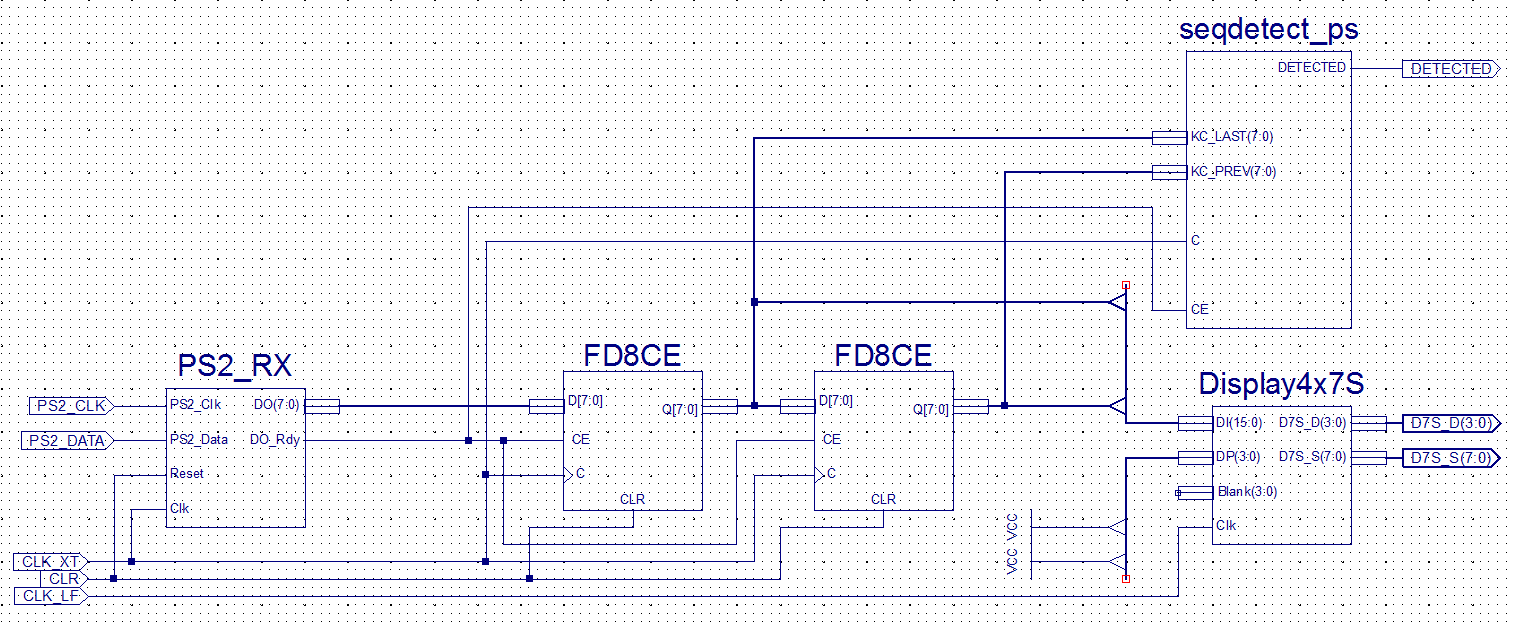 seqdetect_ps
DETECTED
DETECTED
KC_LAST(7:0)
KC_PREV(7:0)
C
CE
PS2_RX
PS2_CLK
PS2_Clk
DO(7:0)
PS2_DATA
PS2_Data
DO_Rdy
Reset
Clk
FD8CE
D[7:0]
Q[7:0]
CE
C
CLR
FD8CE
D[7:0]
Q[7:0]
CE
C
CLR
Display4x7S
DI(15:0)
D7S_D(3:0)
D7S_D(3:0)
DP(3:0)
D7S_S(7:0)
D7S_S(7:0)
Blank(3:0)
Clk
VCC
VCC
CLK_XT
CLR
CLK_LF